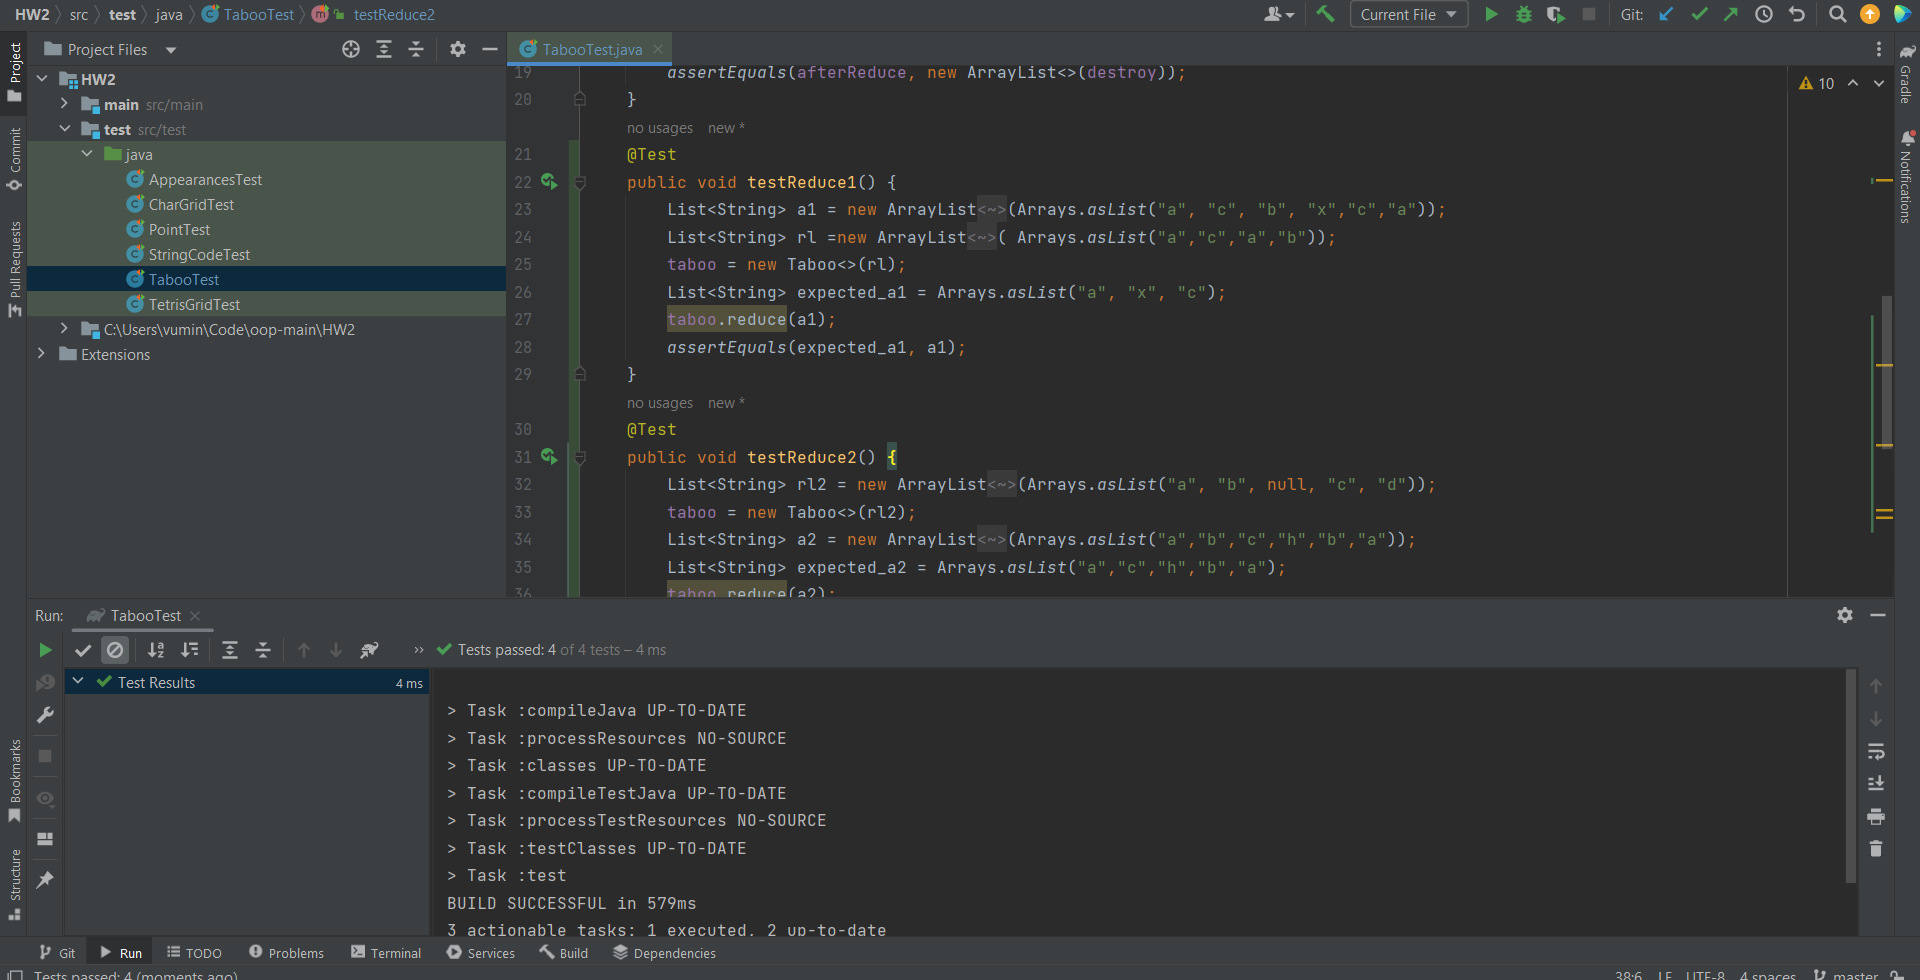 HW2 src test java TabooTest testReduce2
Current File Git:
Project Files
TabooTest.java
HW2
main src/main
test src/test
java
AppearancesTest
CharGridTest
PointTest
StringCodeTest
TabooTest
TetrisGridTest
C:\Users\vumin\Code\oop-main\HW2
Extensions
Project
Commit
Pull Requests
Bookmarks
Structure
Gradle
Notifications
10
19 assertEquals(afterReduce, new ArrayList<>(destroy));
20 }
no usages new *
21 @Test
22 public void testReduce1() {
23 List<String> a1 = new ArrayList<~>(Arrays.asList("a", "c", "b", "x","c","a"));
24 List<String> rl =new ArrayList<~>( Arrays.asList("a","c","a","b"));
25 taboo = new Taboo<>(rl);
26 List<String> expected_a1 = Arrays.asList("a", "x", "c");
27 taboo.reduce(a1);
28 assertEquals(expected_a1, a1);
29 }
no usages new *
30 @Test
31 public void testReduce2() {
32 List<String> rl2 = new ArrayList<~>(Arrays.asList("a", "b", null, "c", "d"));
33 taboo = new Taboo<>(rl2);
34 List<String> a2 = new ArrayList<~>(Arrays.asList("a","b","c","h","b","a"));
35 List<String> expected_a2 = Arrays.asList("a","c","h","b","a");
36 taboo.reduce(a2);
Run: TabooTest
» Tests passed: 4 of 4 tests – 4 ms
Test Results 4 ms
> Task :compileJava UP-TO-DATE
> Task :processResources NO-SOURCE
> Task :classes UP-TO-DATE
> Task :compileTestJava UP-TO-DATE
> Task :processTestResources NO-SOURCE
> Task :testClasses UP-TO-DATE
> Task :test
BUILD SUCCESSFUL in 579ms
3 actionable tasks: 1 executed, 2 up-to-date
Git Run TODO Problems Terminal Services Build Dependencies
Tests passed: 4 (moments ago) 38:6 LF UTF-8 4 spaces master